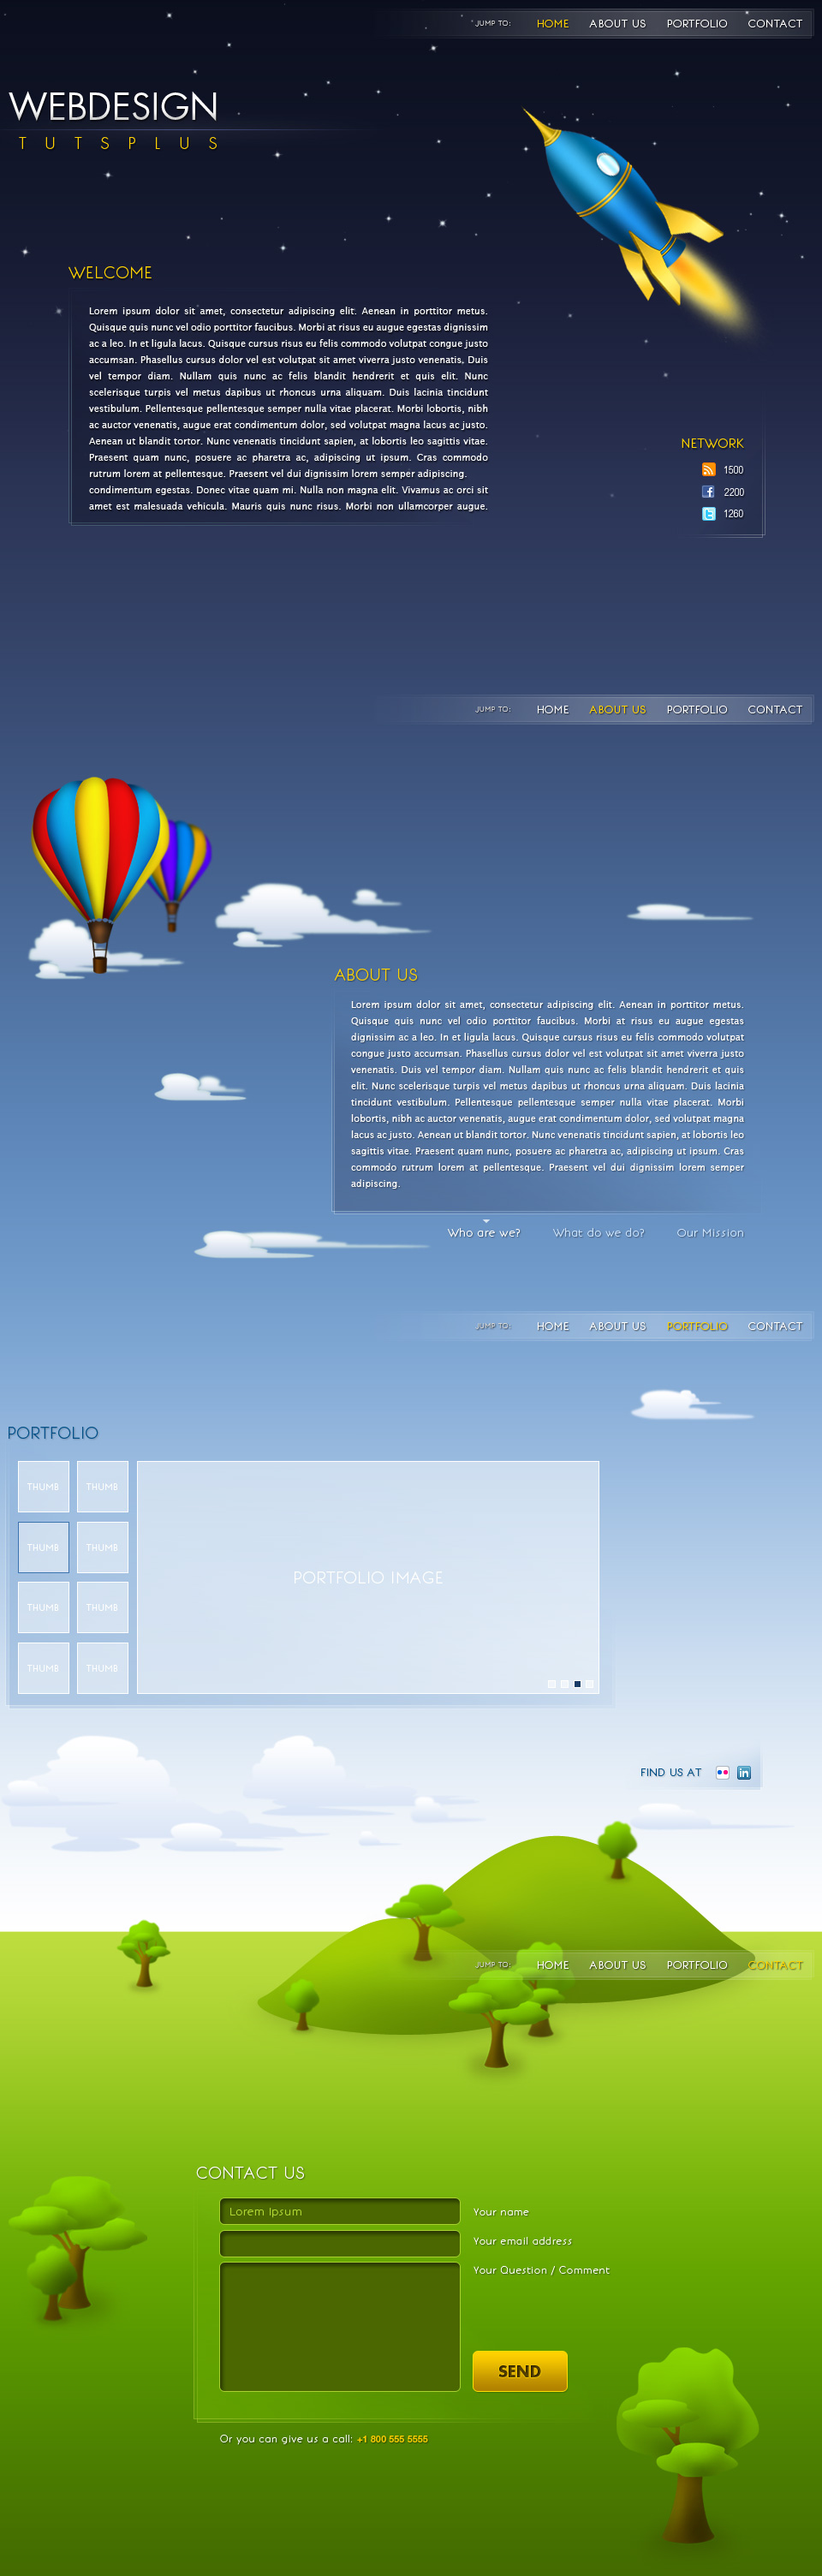 JUMP TO: HOME ABOUT US PORTFOLIO CONTACT
WEBDESIGN
TUTSPLUS
WELCOME
Lorem ipsum dolor sit amet, consectetur adipiscing elit. Aenean in porttitor metus.
Quisque quis nunc vel odio porttitor faucibus. Morbi at risus eu augue egestas dignissim
ac a leo. In et ligula lacus. Quisque cursus risus eu felis commodo volutpat congue justo
accumsan. Phasellus cursus dolor vel est volutpat sit amet viverra justo venenatis. Duis
vel tempor diam. Nullam quis nunc ac felis blandit hendrerit et quis elit. Nunc
scelerisque turpis vel metus dapibus ut rhoncus urna aliquam. Duis lacinia tincidunt
vestibulum. Pellentesque pellentesque semper nulla vitae placerat. Morbi lobortis, nibh
ac auctor venenatis, augue erat condimentum dolor, sed volutpat magna lacus ac justo.
Aenean ut blandit tortor. Nunc venenatis tincidunt sapien, at lobortis leo sagittis vitae.
Praesent quam nunc, posuere ac pharetra ac, adipiscing ut ipsum. Cras commodo
rutrum lorem at pellentesque. Praesent vel dui dignissim lorem semper adipiscing.
condimentum egestas. Donec vitae quam mi. Nulla non magna elit. Vivamus ac orci sit
amet est malesuada vehicula. Mauris quis nunc risus. Morbi non ullamcorper augue.
NETWORK
1500
2200
1260
JUMP TO: HOME ABOUT US PORTFOLIO CONTACT
ABOUT US
Lorem ipsum dolor sit amet, consectetur adipiscing elit. Aenean in porttitor metus.
Quisque quis nunc vel odio porttitor faucibus. Morbi at risus eu augue egestas
dignissim ac a leo. In et ligula lacus. Quisque cursus risus eu felis commodo volutpat
congue justo accumsan. Phasellus cursus dolor vel est volutpat sit amet viverra justo
venenatis. Duis vel tempor diam. Nullam quis nunc ac felis blandit hendrerit et quis
elit. Nunc scelerisque turpis vel metus dapibus ut rhoncus urna aliquam. Duis lacinia
tincidunt vestibulum. Pellentesque pellentesque semper nulla vitae placerat. Morbi
lobortis, nibh ac auctor venenatis, augue erat condimentum dolor, sed volutpat magna
lacus ac justo. Aenean ut blandit tortor. Nunc venenatis tincidunt sapien, at lobortis leo
sagittis vitae. Praesent quam nunc, posuere ac pharetra ac, adipiscing ut ipsum. Cras
commodo rutrum lorem at pellentesque. Praesent vel dui dignissim lorem semper
adipiscing.
Who are we? What do we do? Our Mission
JUMP TO: HOME ABOUT US PORTFOLIO CONTACT
PORTFOLIO
THUMB THUMB
THUMB THUMB
PORTFOLIO IMAGE
THUMB THUMB
THUMB THUMB
FIND US AT in
JUMP TO: HOME ABOUT US PORTFOLIO CONTACT
CONTACT US
Lorem Ipsum Your name
Your email address
Your Question / Comment
SEND
Or you can give us a call: +1 800 555 5555